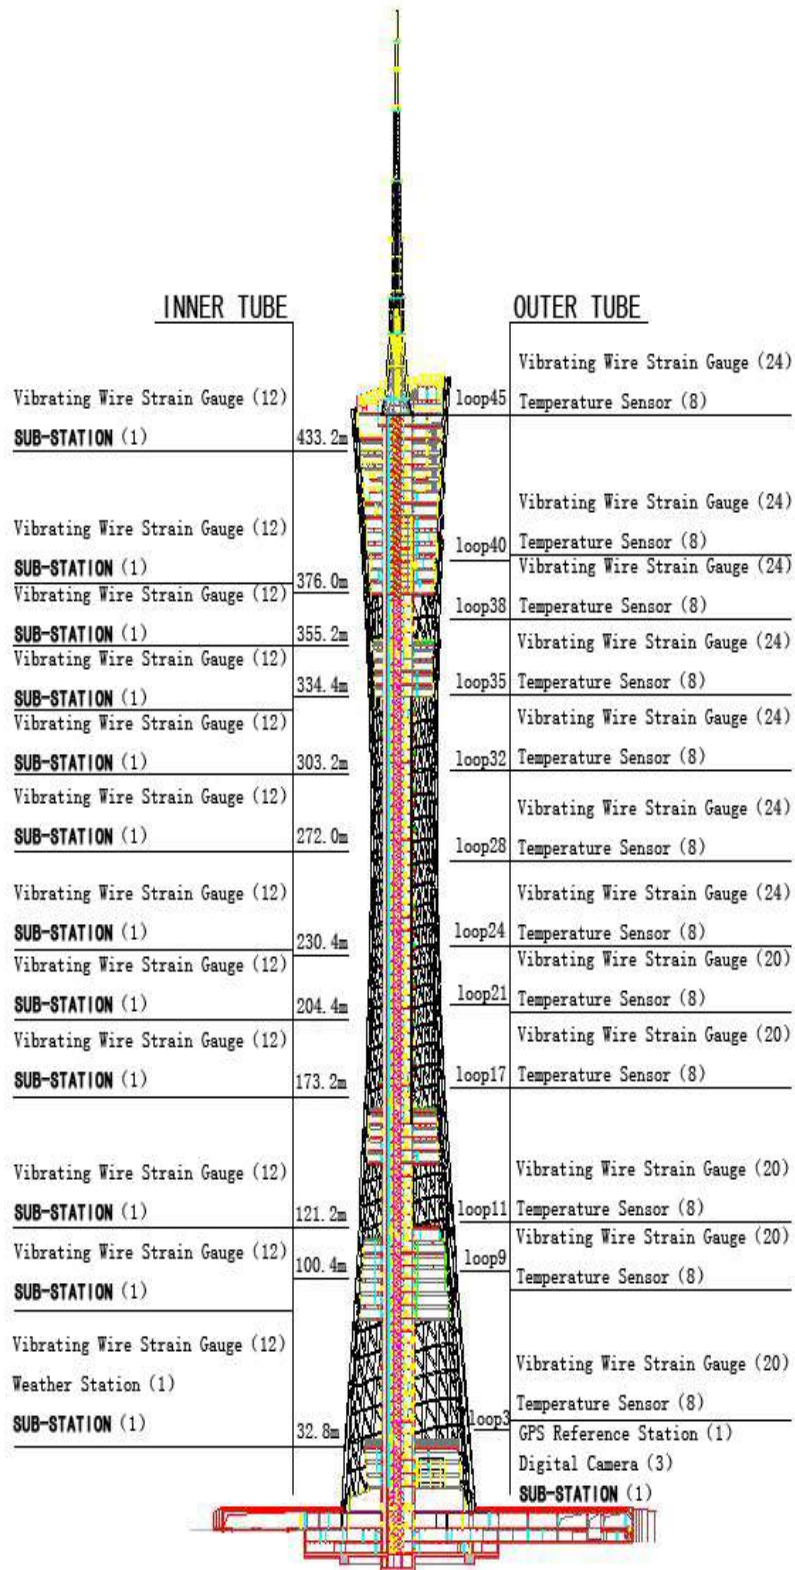 INNER TUBE
Vibrating Wire Strain Gauge (12)
SUB-STATION (1)
433.2m
Vibrating Wire Strain Gauge (12)
SUB-STATION (1)
376.0m
Vibrating Wire Strain Gauge (12)
SUB-STATION (1)
355.2m
Vibrating Wire Strain Gauge (12)
SUB-STATION (1)
334.4m
Vibrating Wire Strain Gauge (12)
SUB-STATION (1)
303.2m
Vibrating Wire Strain Gauge (12)
SUB-STATION (1)
272.0m
Vibrating Wire Strain Gauge (12)
SUB-STATION (1)
230.4m
Vibrating Wire Strain Gauge (12)
SUB-STATION (1)
204.4m
Vibrating Wire Strain Gauge (12)
SUB-STATION (1)
173.2m
Vibrating Wire Strain Gauge (12)
SUB-STATION (1)
121.2m
Vibrating Wire Strain Gauge (12)
100.4m
SUB-STATION (1)
Vibrating Wire Strain Gauge (12)
Weather Station (1)
SUB-STATION (1)
32.8m
OUTER TUBE
Vibrating Wire Strain Gauge (24)
loop45
Temperature Sensor (8)
Vibrating Wire Strain Gauge (24)
loop40
Temperature Sensor (8)
Vibrating Wire Strain Gauge (24)
loop38
Temperature Sensor (8)
Vibrating Wire Strain Gauge (24)
loop35
Temperature Sensor (8)
Vibrating Wire Strain Gauge (24)
loop32
Temperature Sensor (8)
Vibrating Wire Strain Gauge (24)
loop28
Temperature Sensor (8)
Vibrating Wire Strain Gauge (24)
loop24
Temperature Sensor (8)
Vibrating Wire Strain Gauge (20)
loop21
Temperature Sensor (8)
Vibrating Wire Strain Gauge (20)
loop17
Temperature Sensor (8)
Vibrating Wire Strain Gauge (20)
loop11
Temperature Sensor (8)
Vibrating Wire Strain Gauge (20)
loop9
Temperature Sensor (8)
Vibrating Wire Strain Gauge (20)
Temperature Sensor (8)
loop3
GPS Reference Station (1)
Digital Camera (3)
SUB-STATION (1)